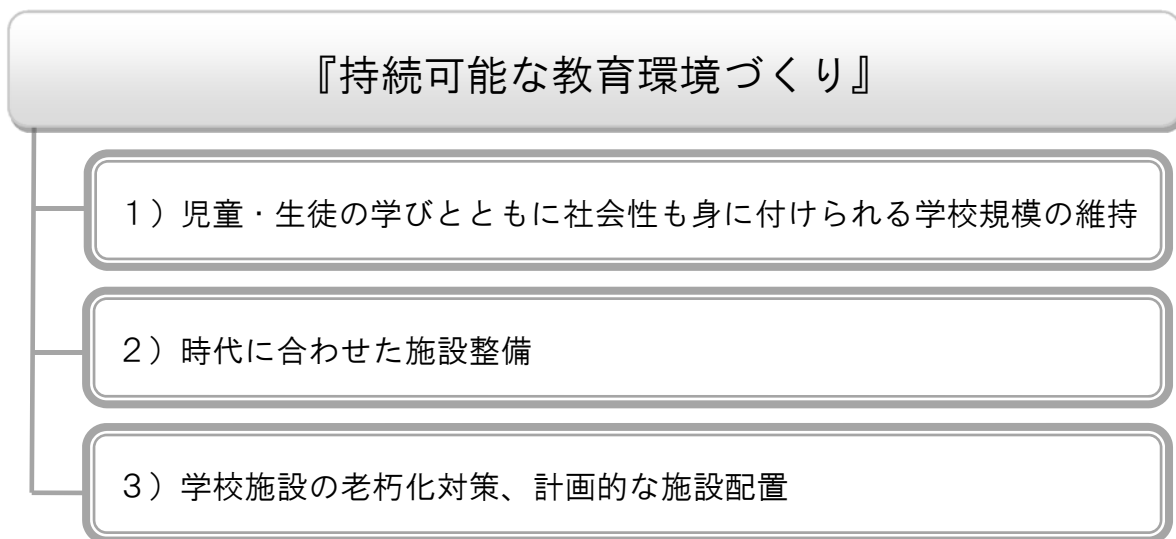 『持続可能な教育環境づくり』
１）児童・生徒の学びとともに社会性も身に付けられる学校規模の維持
２）時代に合わせた施設整備
３）学校施設の老朽化対策、計画的な施設配置